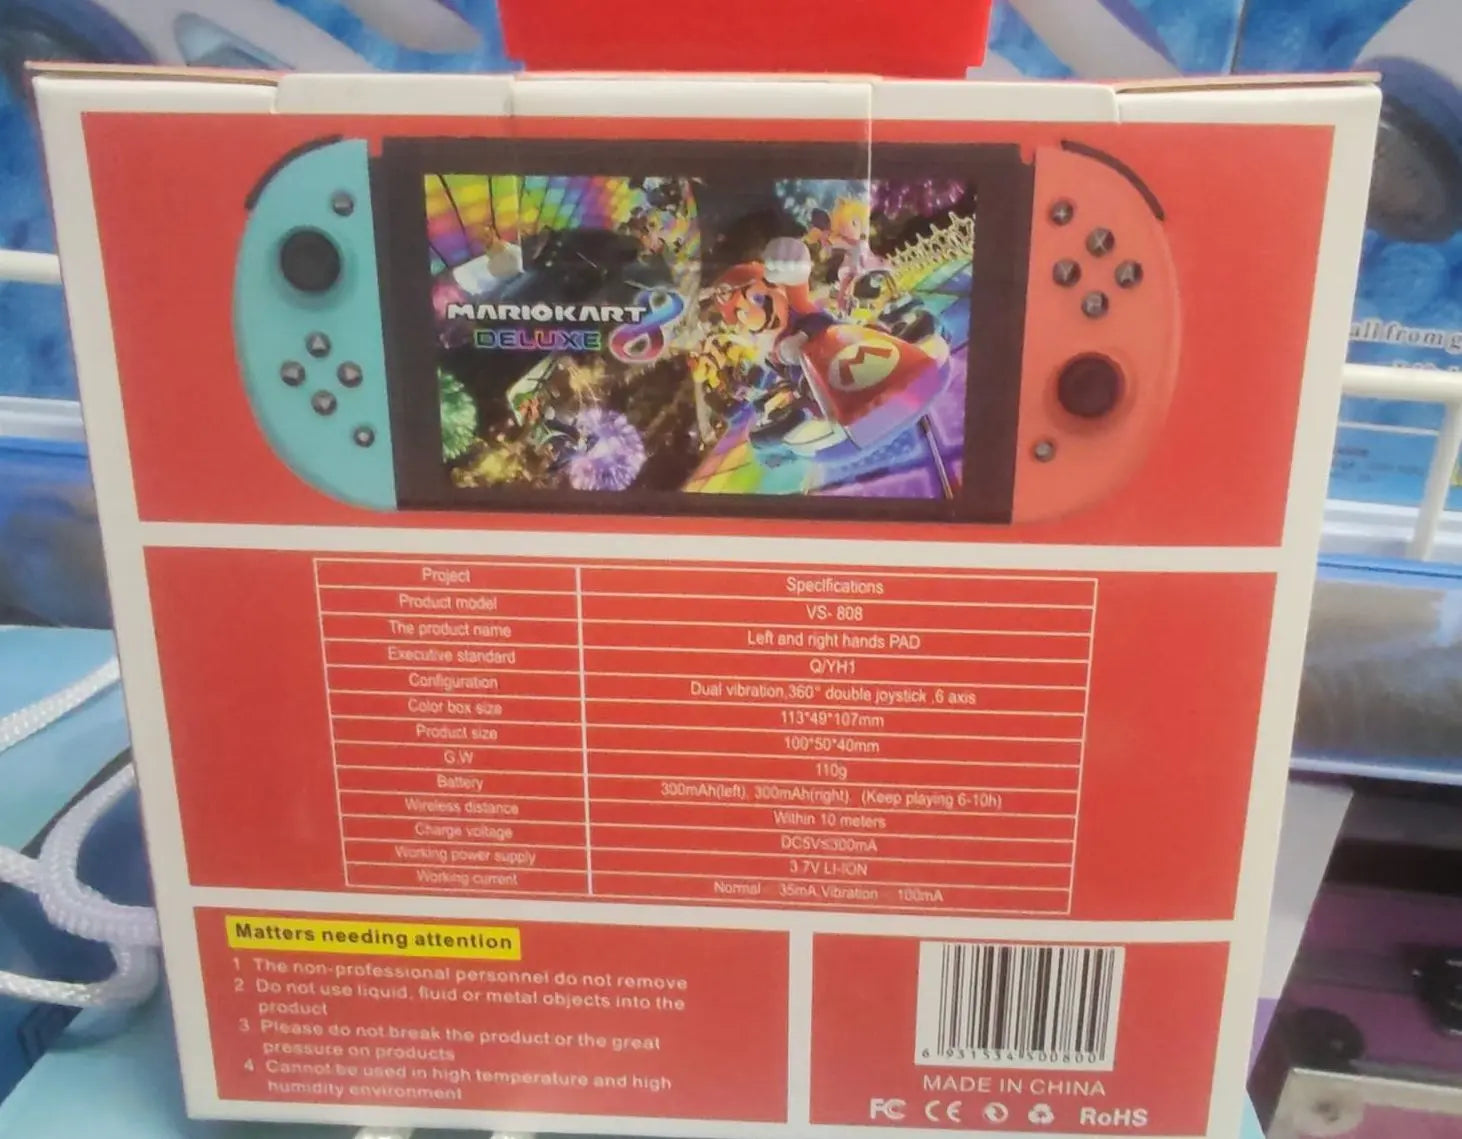 MARIOKART 8
DELUXE
X
Y
A
all from g
Project Specifications
Product model VS- 808
The product name Left and right hands PAD
Executive standard Q/YH1
Configuration Dual vibration,360° double joystick ,6 axis
Color box size 113*49*107mm
Product size 100*50*40mm
G.W 110g
Battery 300mAh(left), 300mAh(right) (Keep playing 6-10h)
Wireless distance Within 10 meters
Charge voltage DC5V≤300mA
Working power supply 3.7V LI-ION
Working current Normal 35mA,Vibration 100mA
Matters needing attention
1 The non-professional personnel do not remove
2 Do not use liquid, fluid or metal objects into the
product
3 Please do not break the product or the great
pressure on products
4 Cannot be used in high temperature and high
humidity environment
6 931534 500800
MADE IN CHINA
FC CE RoHS